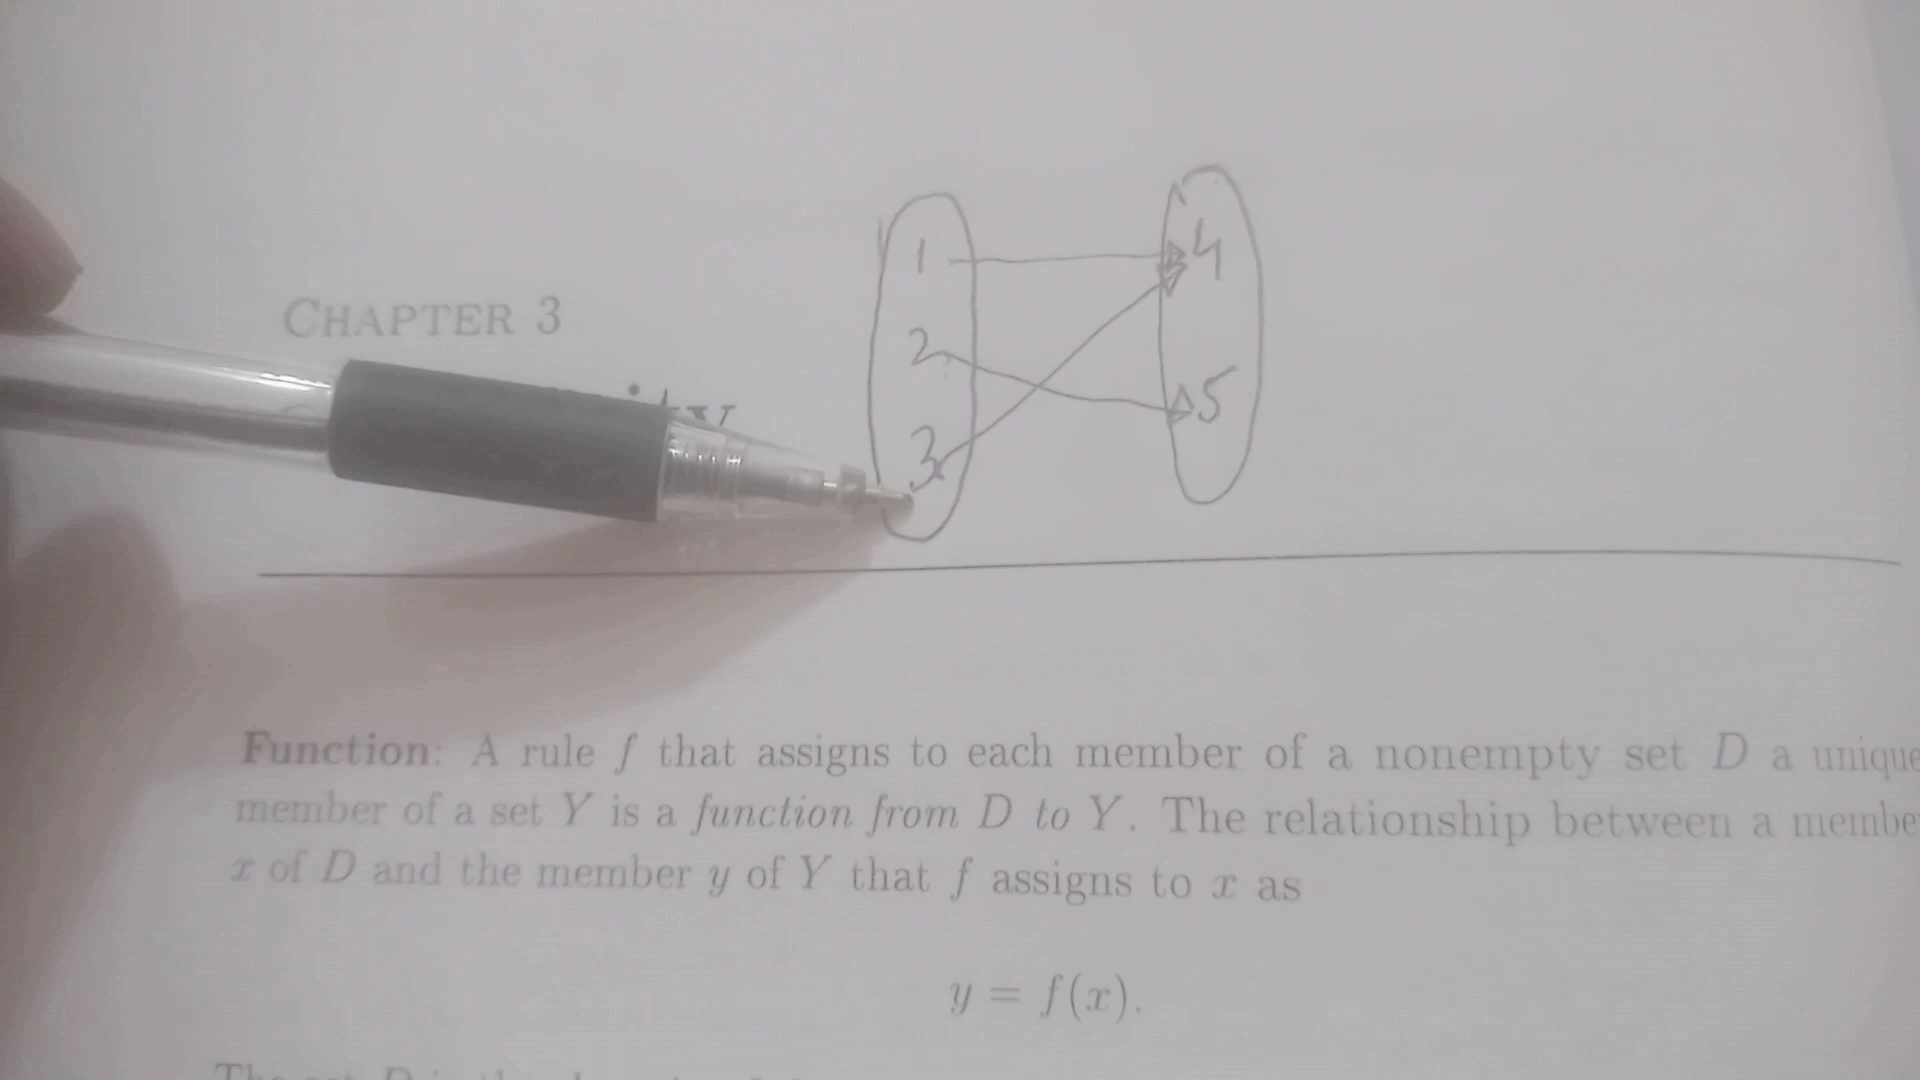 1 4
CHAPTER 3
2
5
3
Function: A rule f that assigns to each member of a nonempty set D a unique
member of a set Y is a function from D to Y. The relationship between a member
x of D and the member y of Y that f assigns to x as
y = f(x).